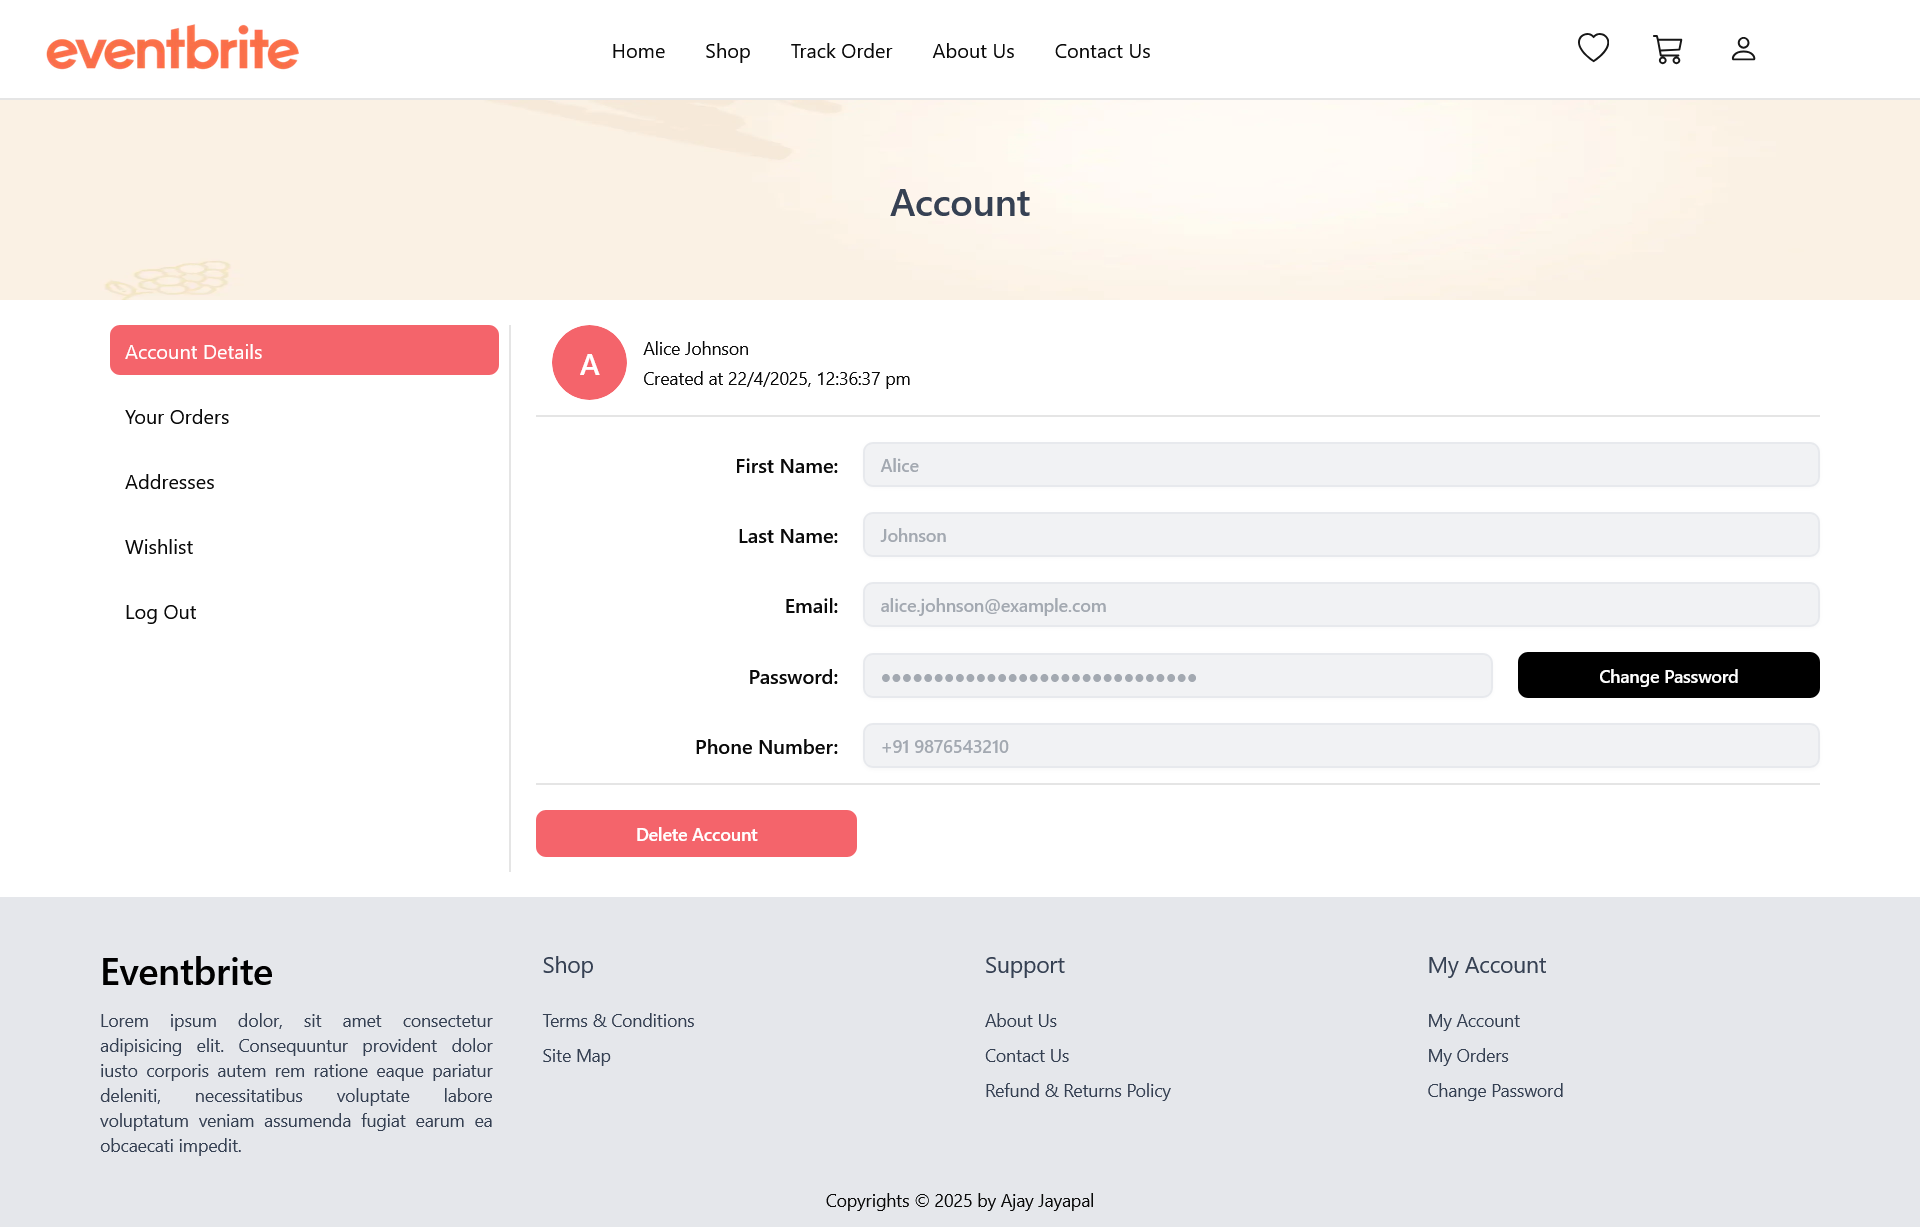 eventbrite
Home
Shop
Track Order
About Us
Contact Us
Account
Account Details
Your Orders
Addresses
Wishlist
Log Out
A
Alice Johnson
Created at 22/4/2025, 12:36:37 pm
First Name:
Alice
Last Name:
Johnson
Email:
alice.johnson@example.com
Password:
••••••••••••••••••••••••••••••
Change Password
Phone Number:
+91 9876543210
Delete Account
Eventbrite
Lorem ipsum dolor, sit amet consectetur
adipisicing elit. Consequuntur provident dolor
iusto corporis autem rem ratione eaque pariatur
deleniti, necessitatibus voluptate labore
voluptatum veniam assumenda fugiat earum ea
obcaecati impedit.
Shop
Terms & Conditions
Site Map
Support
About Us
Contact Us
Refund & Returns Policy
My Account
My Account
My Orders
Change Password
Copyrights © 2025 by Ajay Jayapal